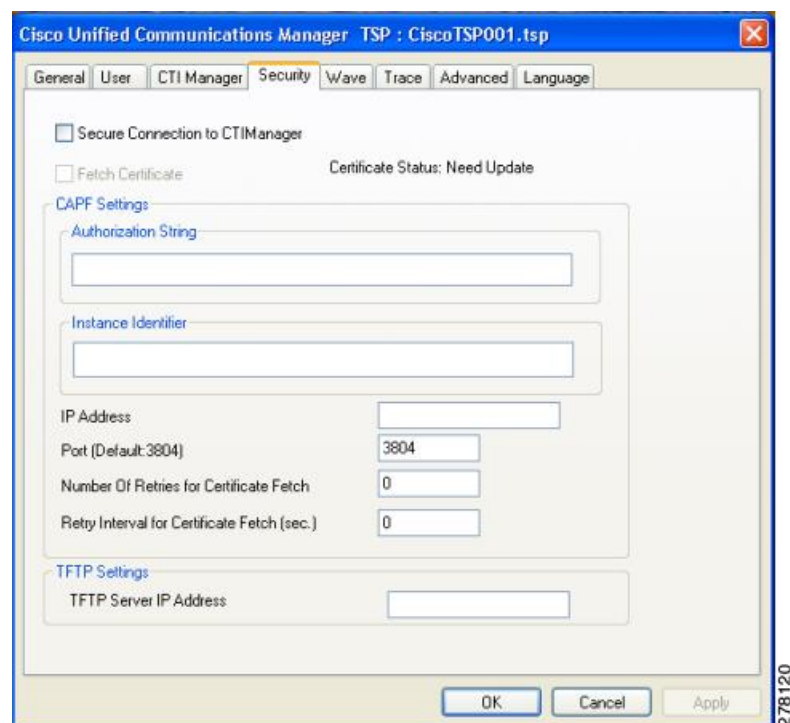 Cisco Unified Communications Manager TSP : CiscoTSP001.tsp
General User CTI Manager Security Wave Trace Advanced Language
Secure Connection to CTIManager
Fetch Certificate
Certificate Status: Need Update
CAPF Settings
Authorization String
Instance Identifier
IP Address
Port (Default:3804)
3804
Number Of Retries for Certificate Fetch
0
Retry Interval for Certificate Fetch (sec.)
0
TFTP Settings
TFTP Server IP Address
OK Cancel Apply
278120